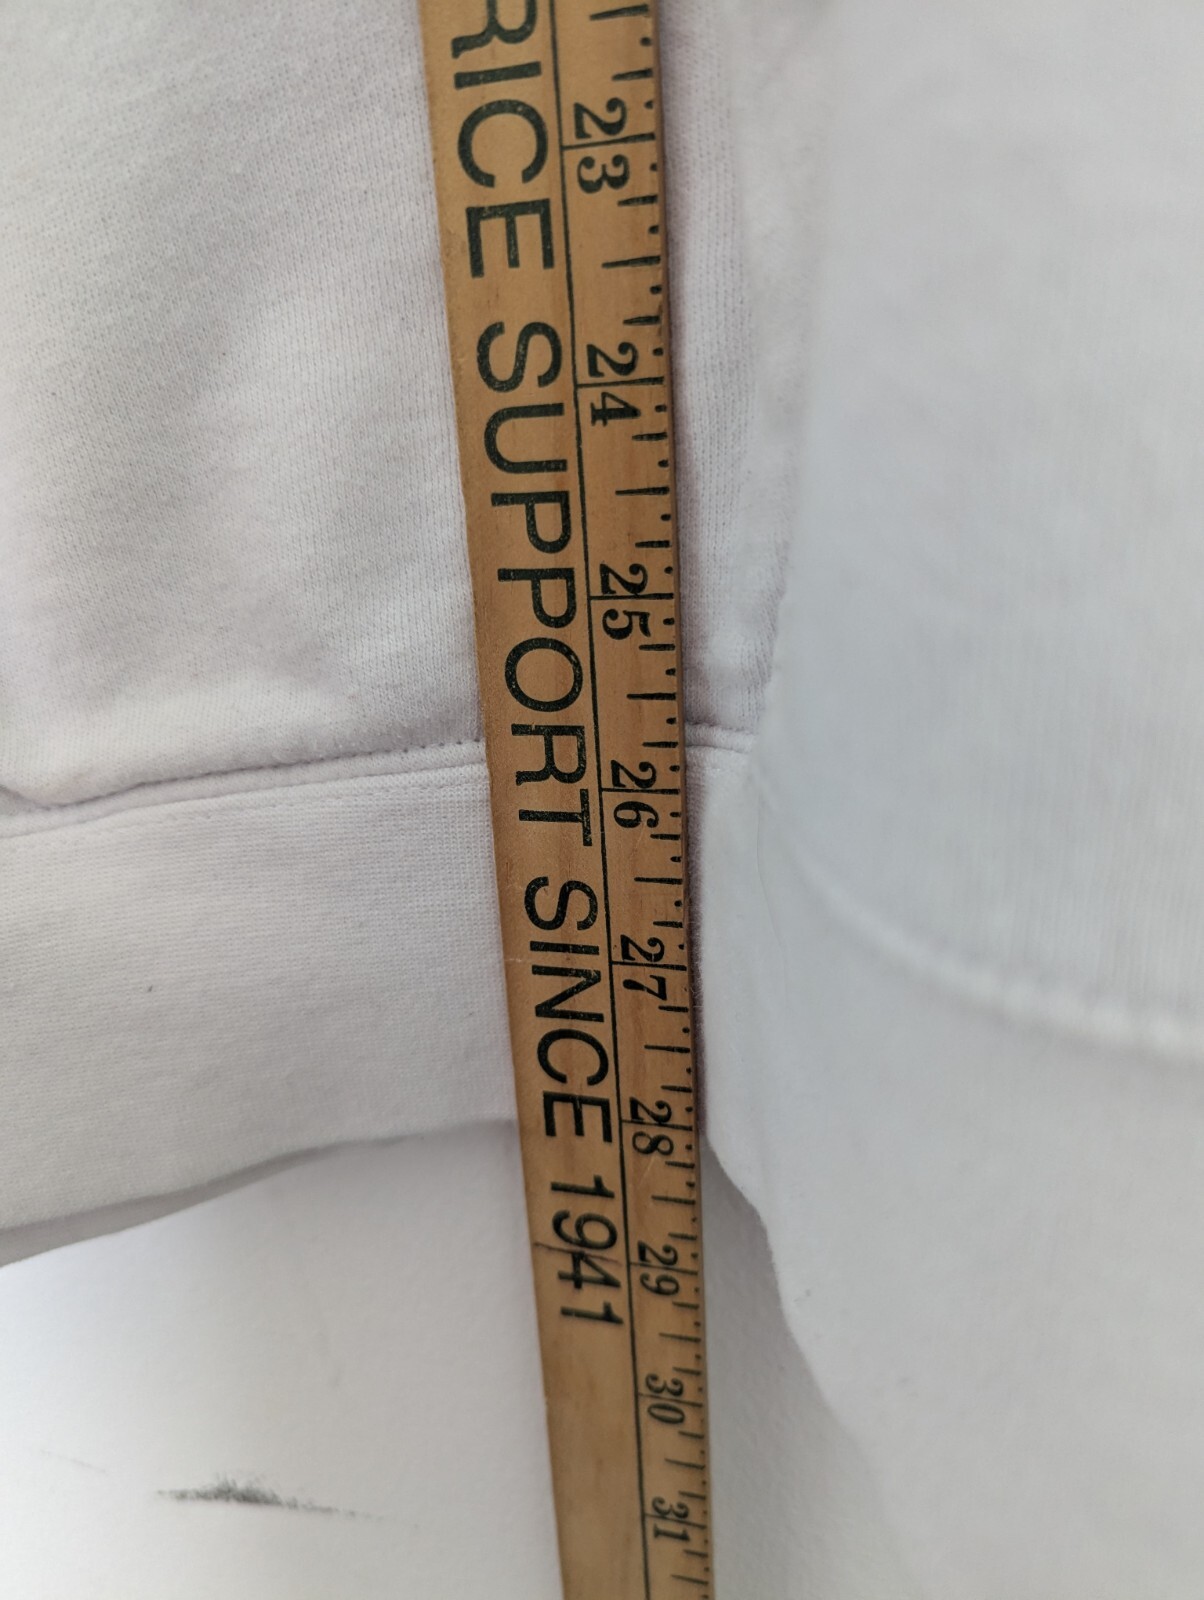 RICE SUPPORT SINCE 1941
23 24 25 26 27 28 29 30 31